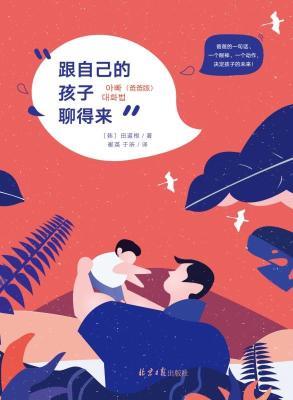 爸爸的一句话，
一个眼神，一个动作，
决定孩子的未来！
“跟自己的
孩子
아빠（爸爸版）
대화법
聊得来”
［韩］田道根 著
崔英 于浠 译
北京日报出版社